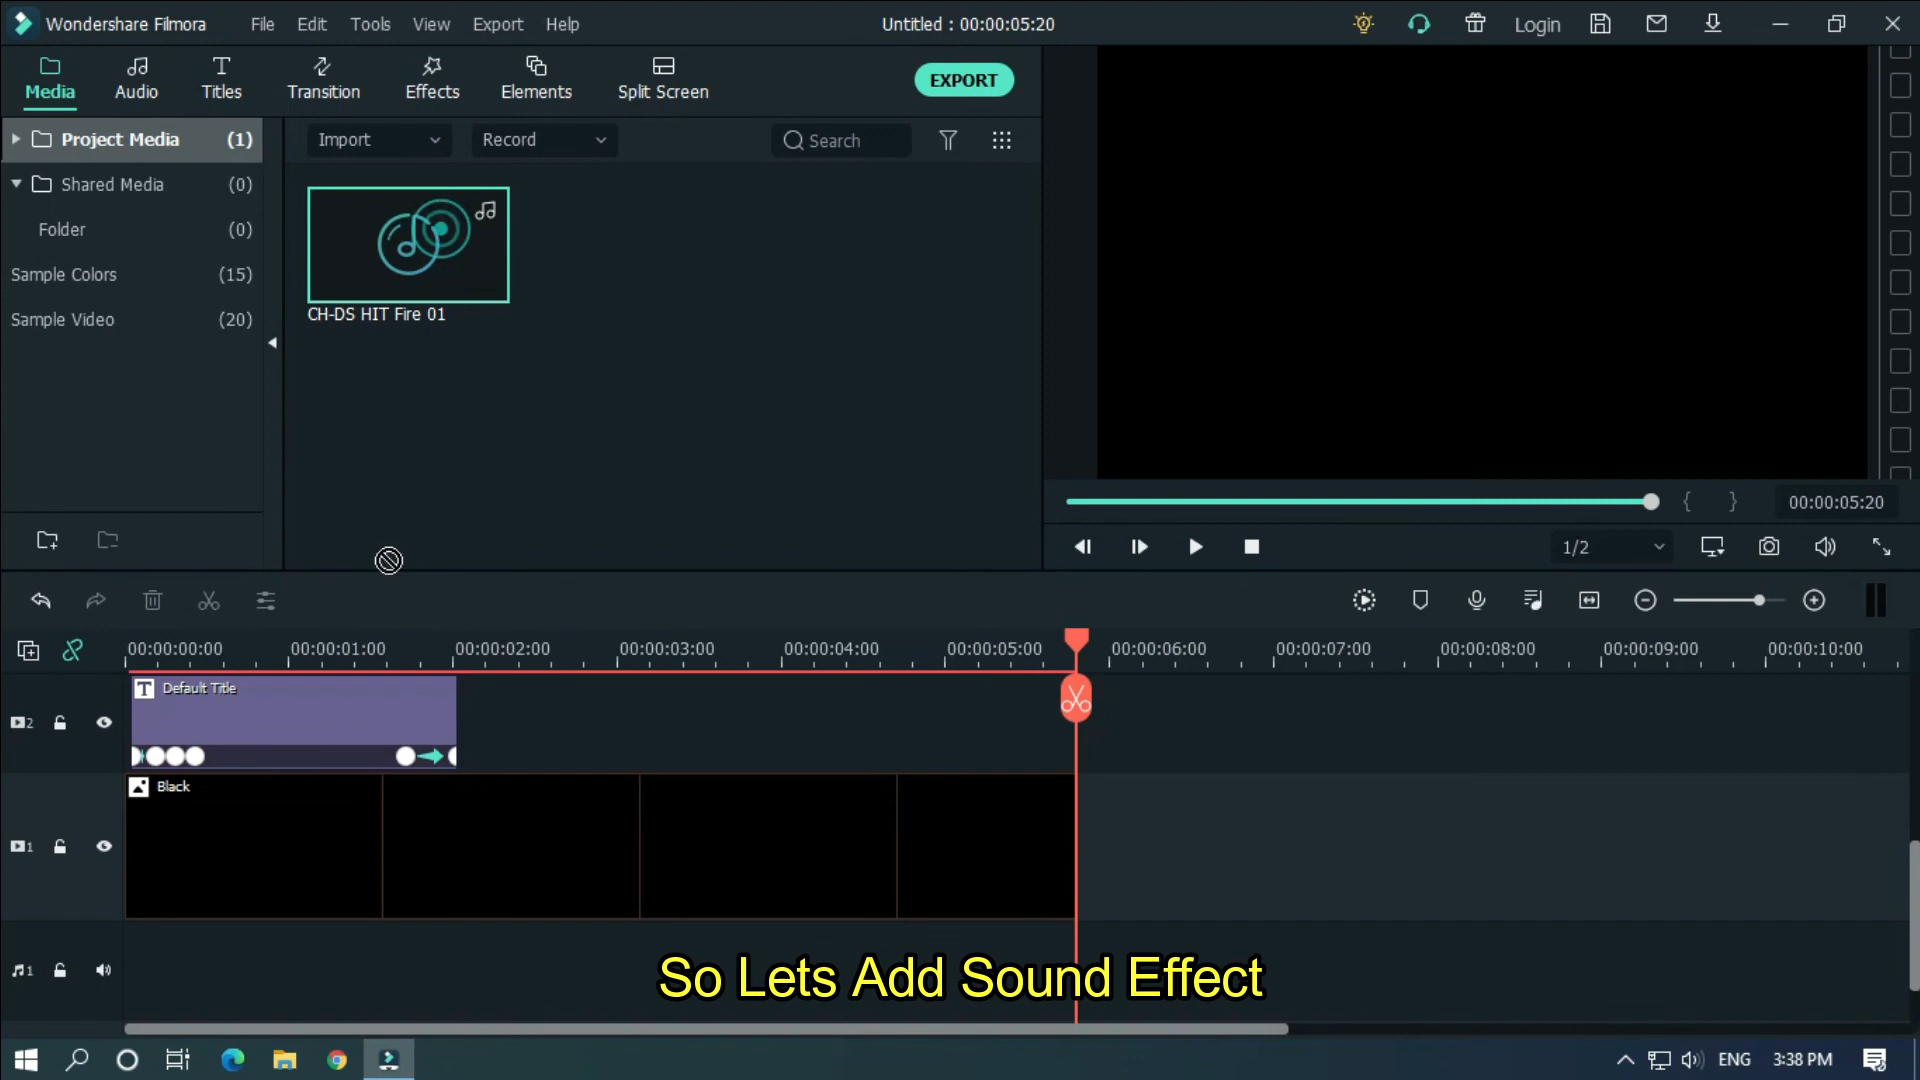 Wondershare Filmora File Edit Tools View Export Help Untitled : 00:00:05:20 Login
Media Audio Titles Transition Effects Elements Split Screen EXPORT
Project Media (1) Import Record Search
Shared Media (0)
Folder (0)
Sample Colors (15)
Sample Video (20)
CH-DS HIT Fire 01
{ } 00:00:05:20
1/2
00:00:00:00 00:00:01:00 00:00:02:00 00:00:03:00 00:00:04:00 00:00:05:00 00:00:06:00 00:00:07:00 00:00:08:00 00:00:09:00 00:00:10:00
T Default Title
2
Black
1
1
So Lets Add Sound Effect
ENG 3:38 PM